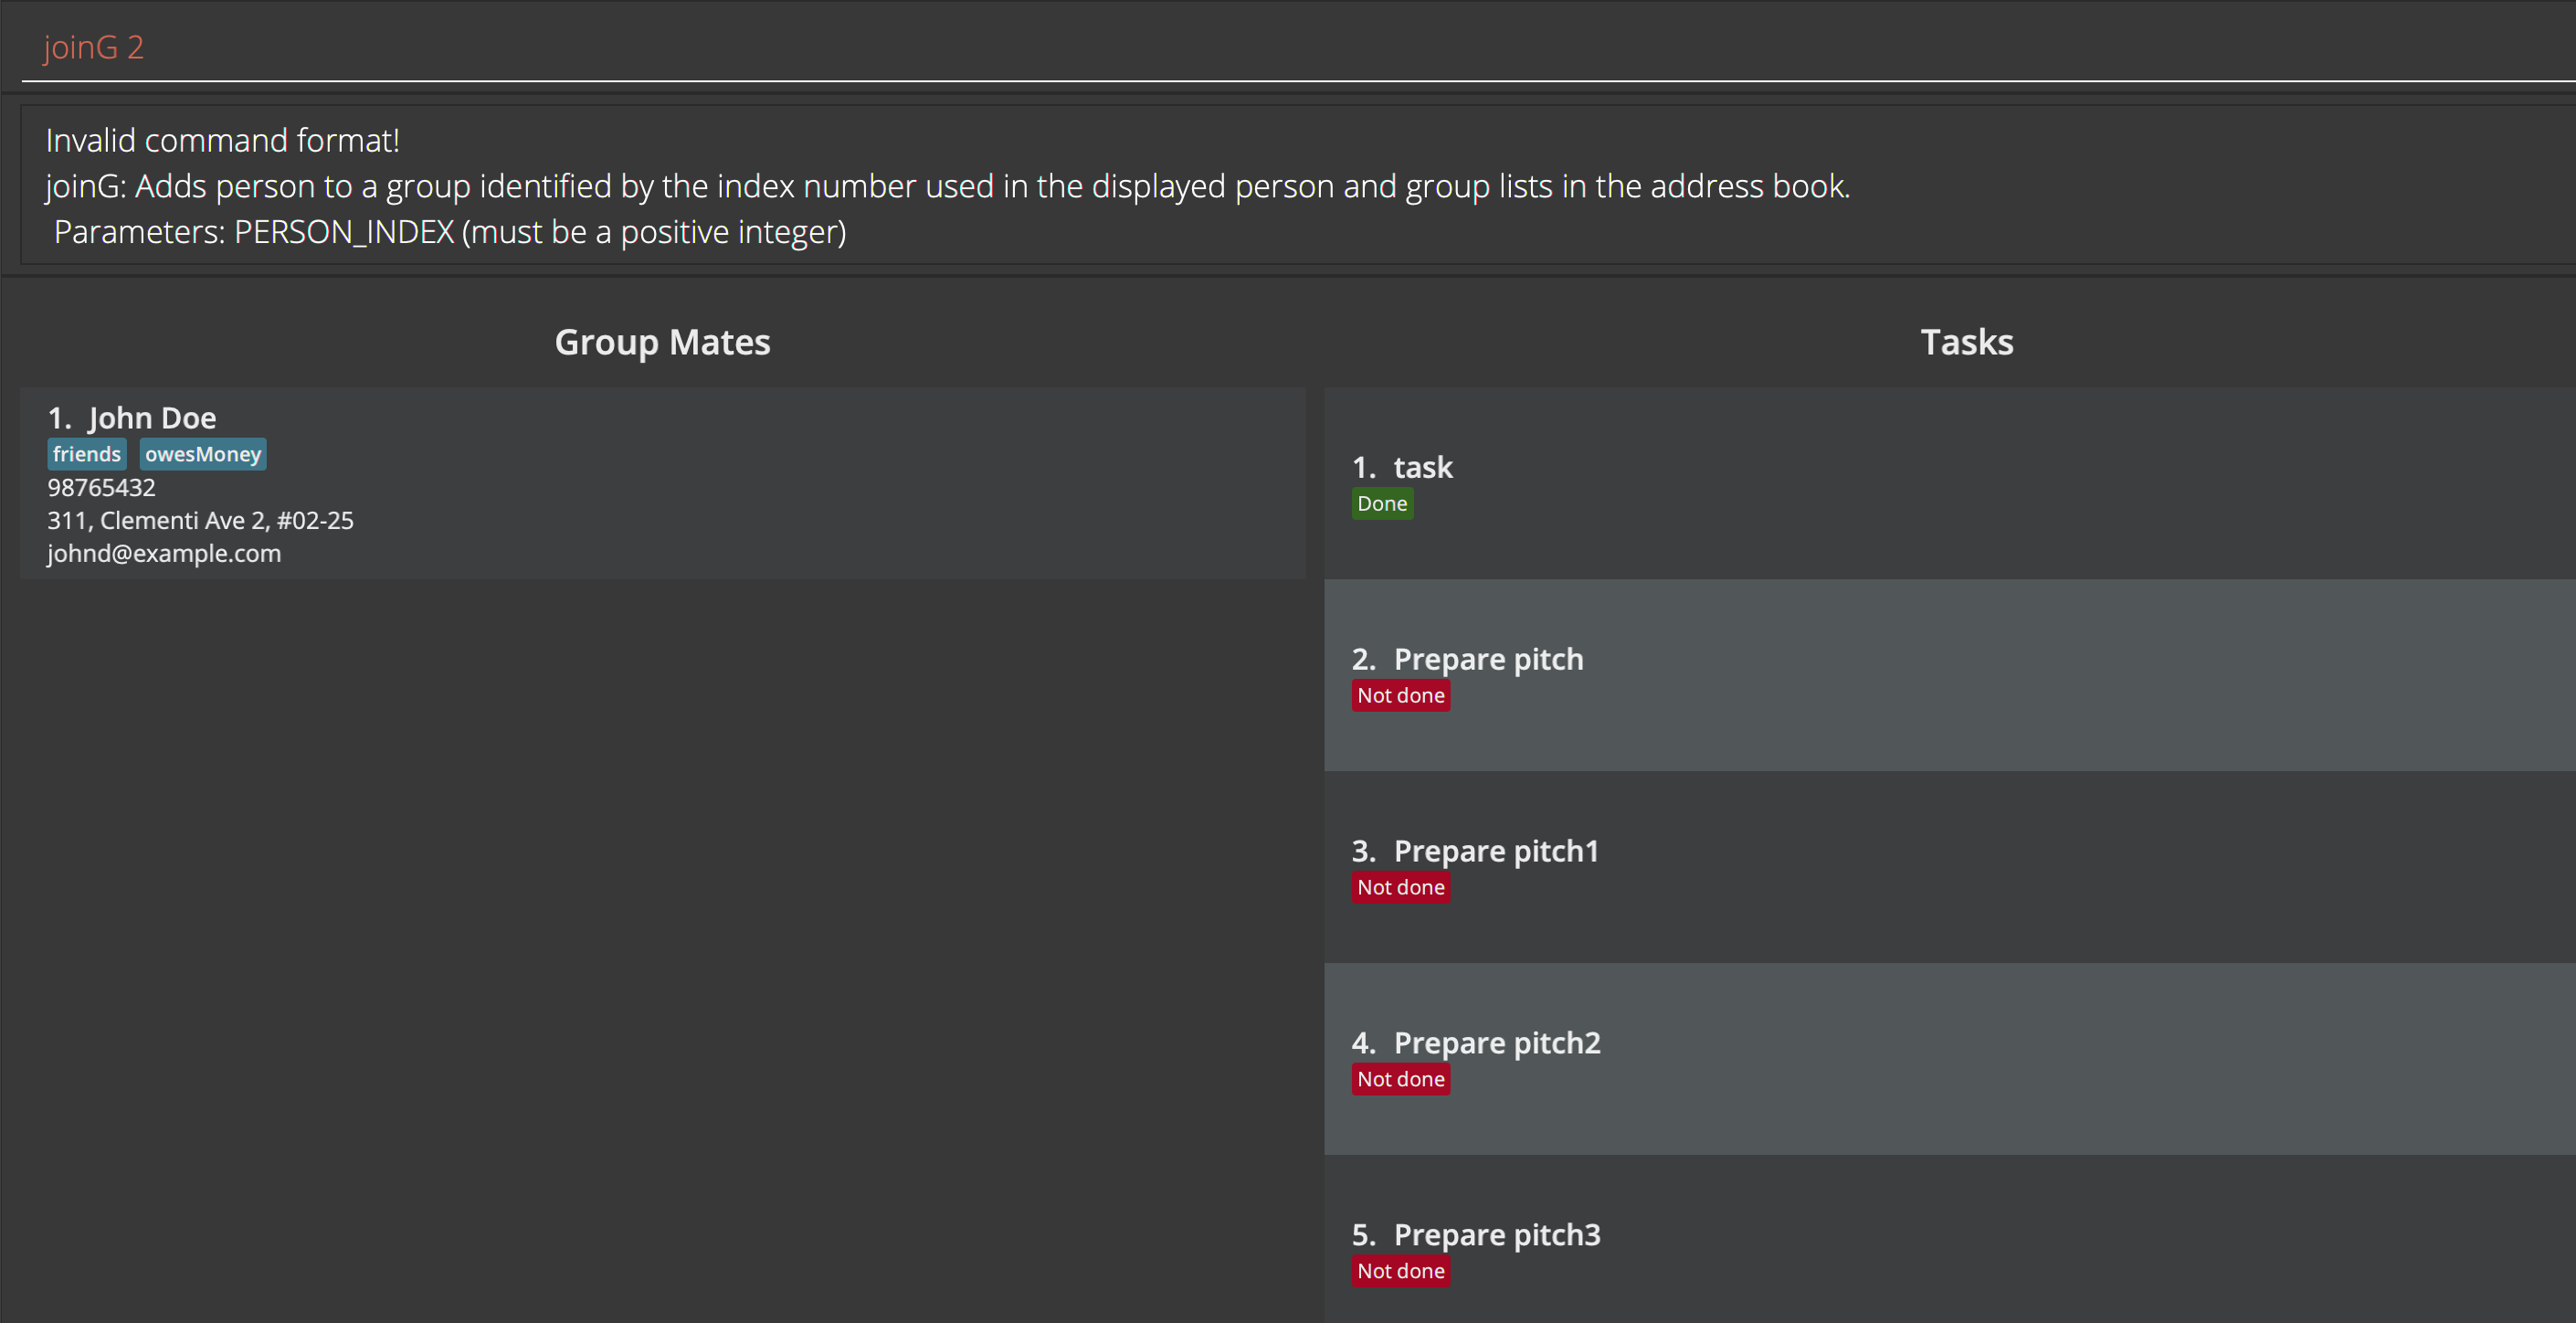 joinG 2
Invalid command format!
joinG: Adds person to a group identified by the index number used in the displayed person and group lists in the address book.
Parameters: PERSON_INDEX (must be a positive integer)
Group Mates
1. John Doe
friends owesMoney
98765432
311, Clementi Ave 2, #02-25
johnd@example.com
Tasks
1. task
Done
2. Prepare pitch
Not done
3. Prepare pitch1
Not done
4. Prepare pitch2
Not done
5. Prepare pitch3
Not done